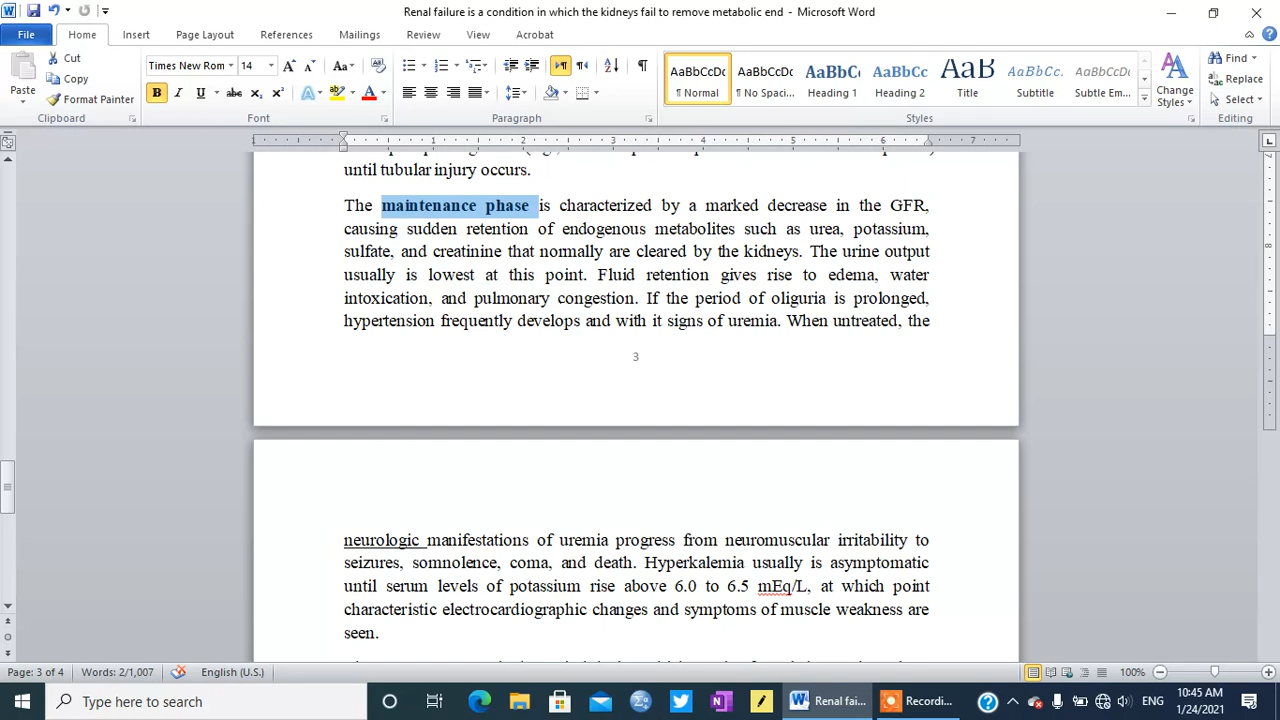 Renal failure is a condition in which the kidneys fail to remove metabolic end - Microsoft Word
File Home Insert Page Layout References Mailings Review View Acrobat
Paste Cut Copy Format Painter
Times New Rom 14
AaBbCcDc AaBbCcDc AaBbC AaBbCc AaB AaBbCc. AaBbCcDc
¶ Normal ¶ No Spaci... Heading 1 Heading 2 Title Subtitle Subtle Em...
Change Styles
Find Replace Select
Clipboard Font Paragraph Styles Editing
1 1 2 3 4 5 6 7
until tubular injury occurs.
The maintenance phase is characterized by a marked decrease in the GFR,
causing sudden retention of endogenous metabolites such as urea, potassium,
sulfate, and creatinine that normally are cleared by the kidneys. The urine output
usually is lowest at this point. Fluid retention gives rise to edema, water
intoxication, and pulmonary congestion. If the period of oliguria is prolonged,
hypertension frequently develops and with it signs of uremia. When untreated, the
3
neurologic manifestations of uremia progress from neuromuscular irritability to
seizures, somnolence, coma, and death. Hyperkalemia usually is asymptomatic
until serum levels of potassium rise above 6.0 to 6.5 mEq/L, at which point
characteristic electrocardiographic changes and symptoms of muscle weakness are
seen.
Page: 3 of 4 Words: 2/1,007 English (U.S.) 100%
Type here to search Renal fai... Recordi... ENG 10:45 AM
1/24/2021